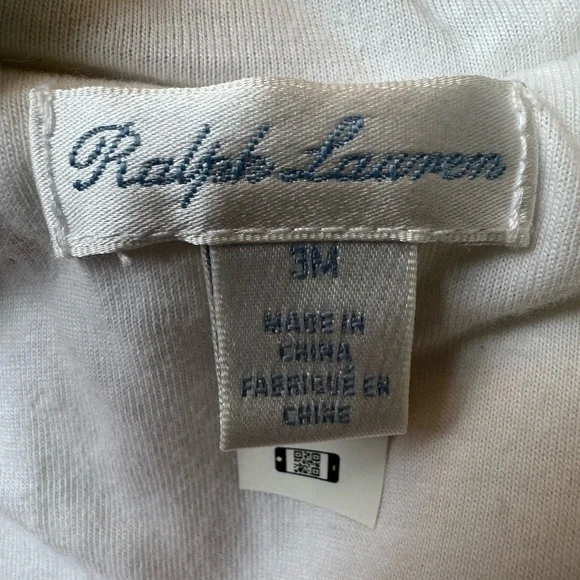 Ralph Lauren
3M
MADE IN
CHINA
FABRIQUÉ EN
CHINE